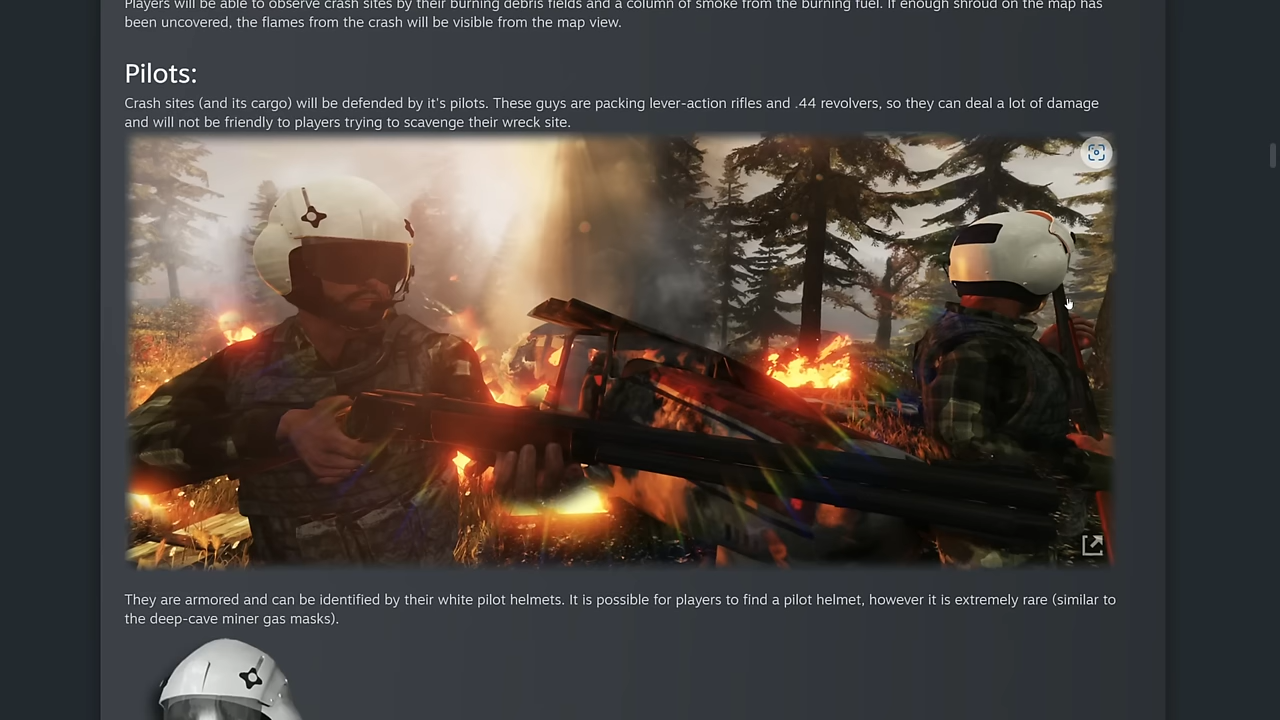 Players will be able to observe crash sites by their burning debris fields and a column of smoke from the burning fuel. If enough shroud on the map has
been uncovered, the flames from the crash will be visible from the map view.
Pilots:
Crash sites (and its cargo) will be defended by it's pilots. These guys are packing lever-action rifles and .44 revolvers, so they can deal a lot of damage
and will not be friendly to players trying to scavenge their wreck site.
They are armored and can be identified by their white pilot helmets. It is possible for players to find a pilot helmet, however it is extremely rare (similar to
the deep-cave miner gas masks).